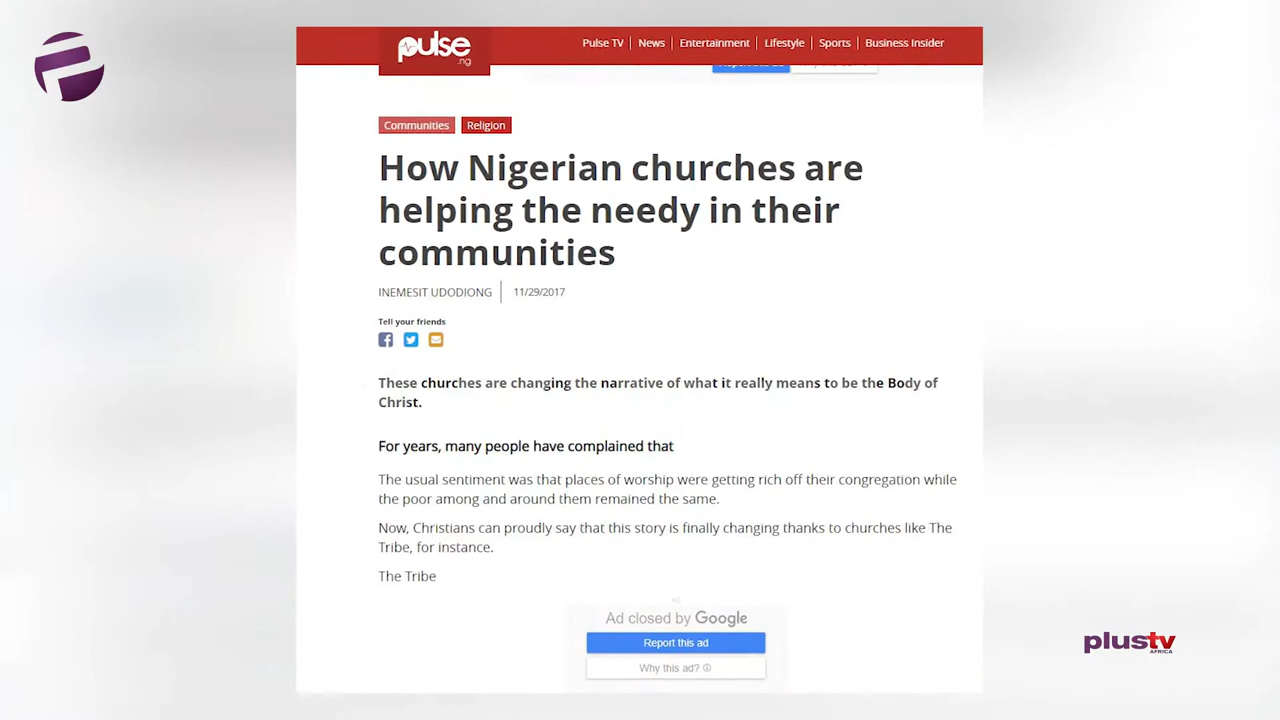 pulse
.ng
Pulse TV | News | Entertainment | Lifestyle | Sports | Business Insider
Communities Religion
How Nigerian churches are
helping the needy in their
communities
INEMESIT UDODIONG | 11/29/2017
Tell your friends
These churches are changing the narrative of what it really means to be the Body of
Christ.
For years, many people have complained that
The usual sentiment was that places of worship were getting rich off their congregation while
the poor among and around them remained the same.
Now, Christians can proudly say that this story is finally changing thanks to churches like The
Tribe, for instance.
The Tribe
Ad closed by Google
Report this ad
Why this ad?
plustv
AFRICA